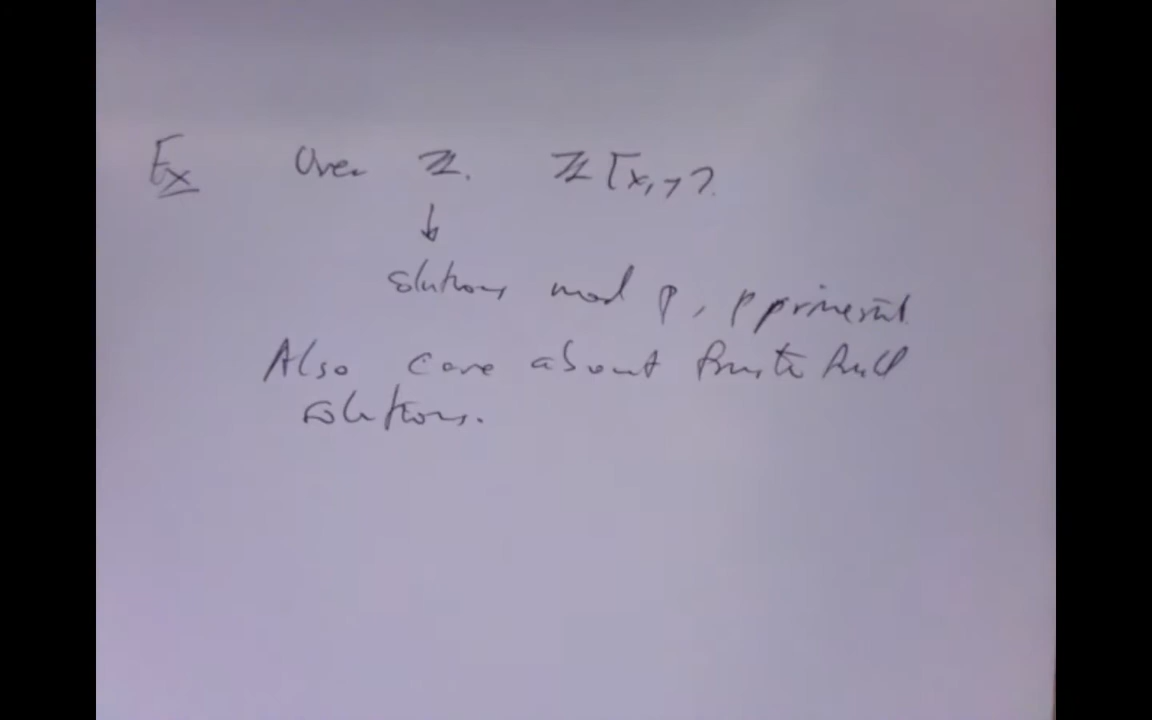 Ex Over ℤ. ℤ[x, y].
↓
solutions mod p, p prime
Also care about finite field
solutions.